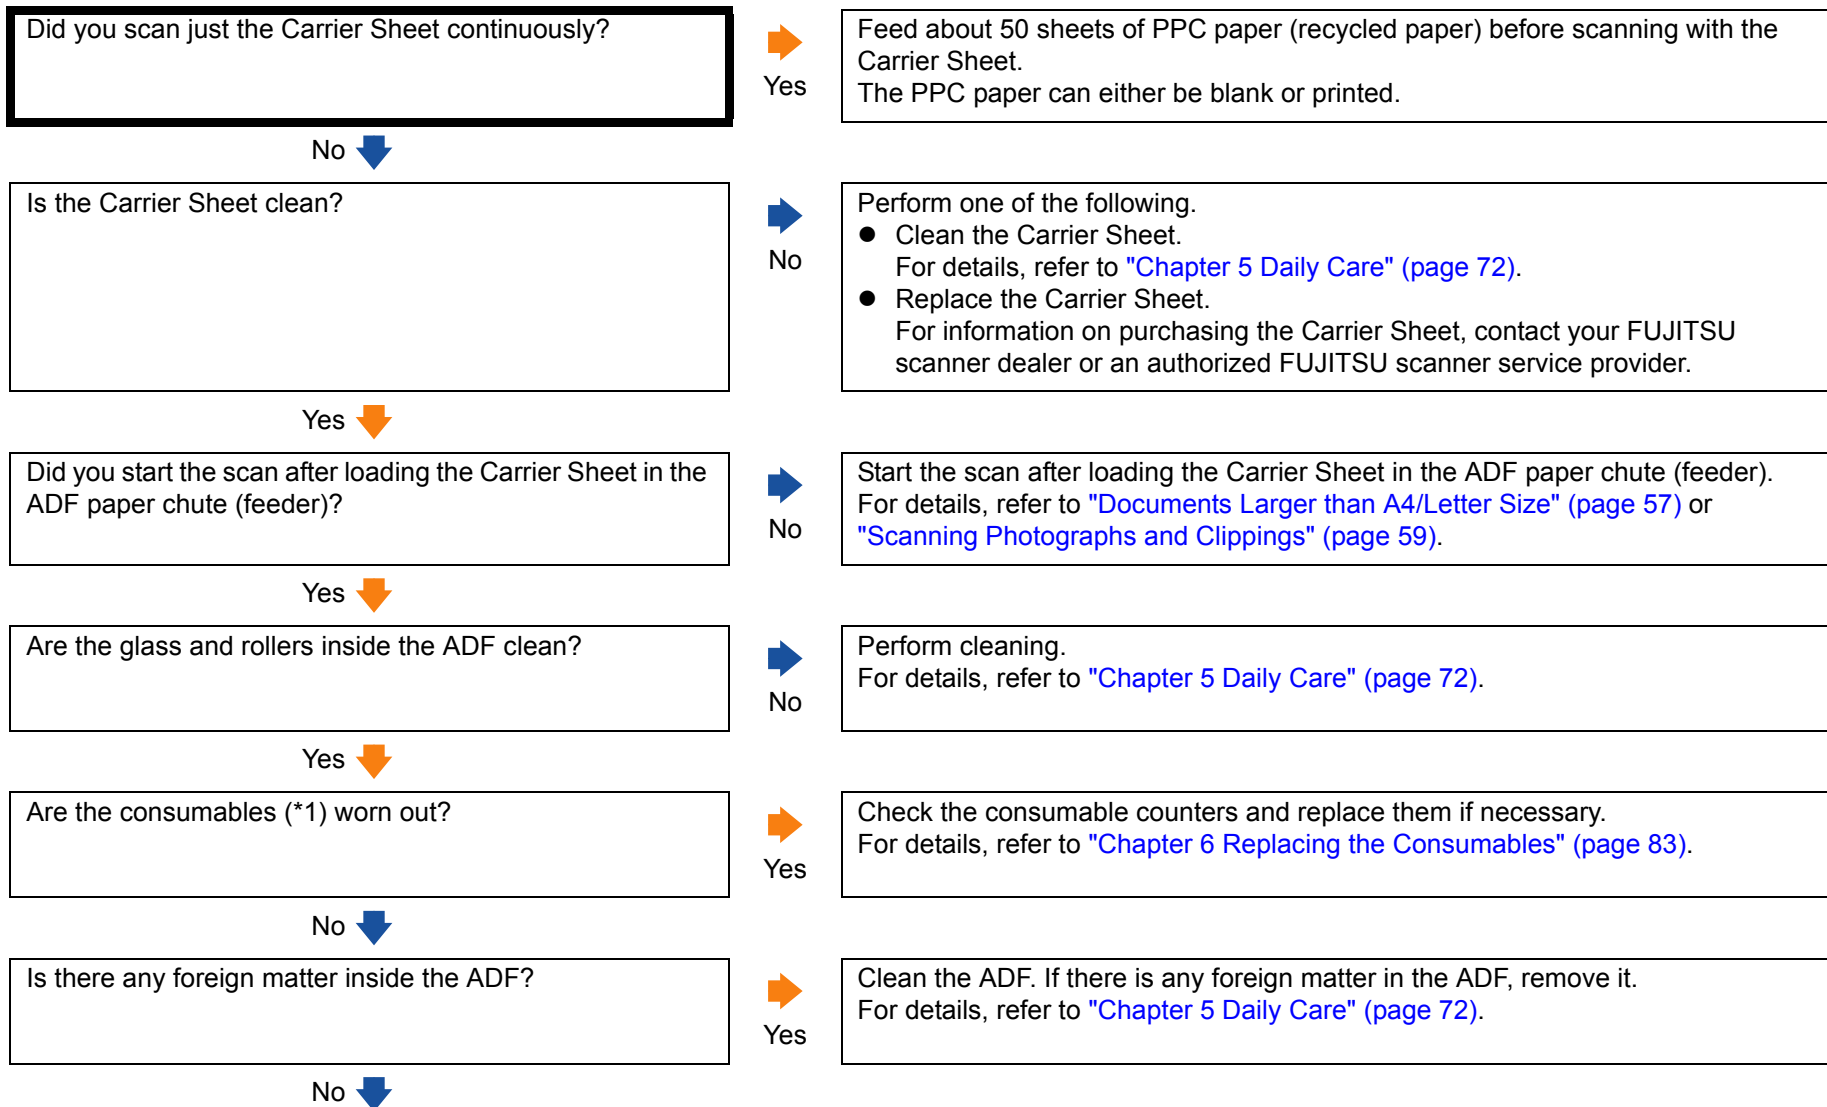 Did you scan just the Carrier Sheet continuously?
Yes
Feed about 50 sheets of PPC paper (recycled paper) before scanning with the
Carrier Sheet.
The PPC paper can either be blank or printed.
No
Is the Carrier Sheet clean?
No
Perform one of the following.
● Clean the Carrier Sheet.
For details, refer to "Chapter 5 Daily Care" (page 72).
● Replace the Carrier Sheet.
For information on purchasing the Carrier Sheet, contact your FUJITSU
scanner dealer or an authorized FUJITSU scanner service provider.
Yes
Did you start the scan after loading the Carrier Sheet in the
ADF paper chute (feeder)?
No
Start the scan after loading the Carrier Sheet in the ADF paper chute (feeder).
For details, refer to "Documents Larger than A4/Letter Size" (page 57) or
"Scanning Photographs and Clippings" (page 59).
Yes
Are the glass and rollers inside the ADF clean?
No
Perform cleaning.
For details, refer to "Chapter 5 Daily Care" (page 72).
Yes
Are the consumables (*1) worn out?
Yes
Check the consumable counters and replace them if necessary.
For details, refer to "Chapter 6 Replacing the Consumables" (page 83).
No
Is there any foreign matter inside the ADF?
Yes
Clean the ADF. If there is any foreign matter in the ADF, remove it.
For details, refer to "Chapter 5 Daily Care" (page 72).
No